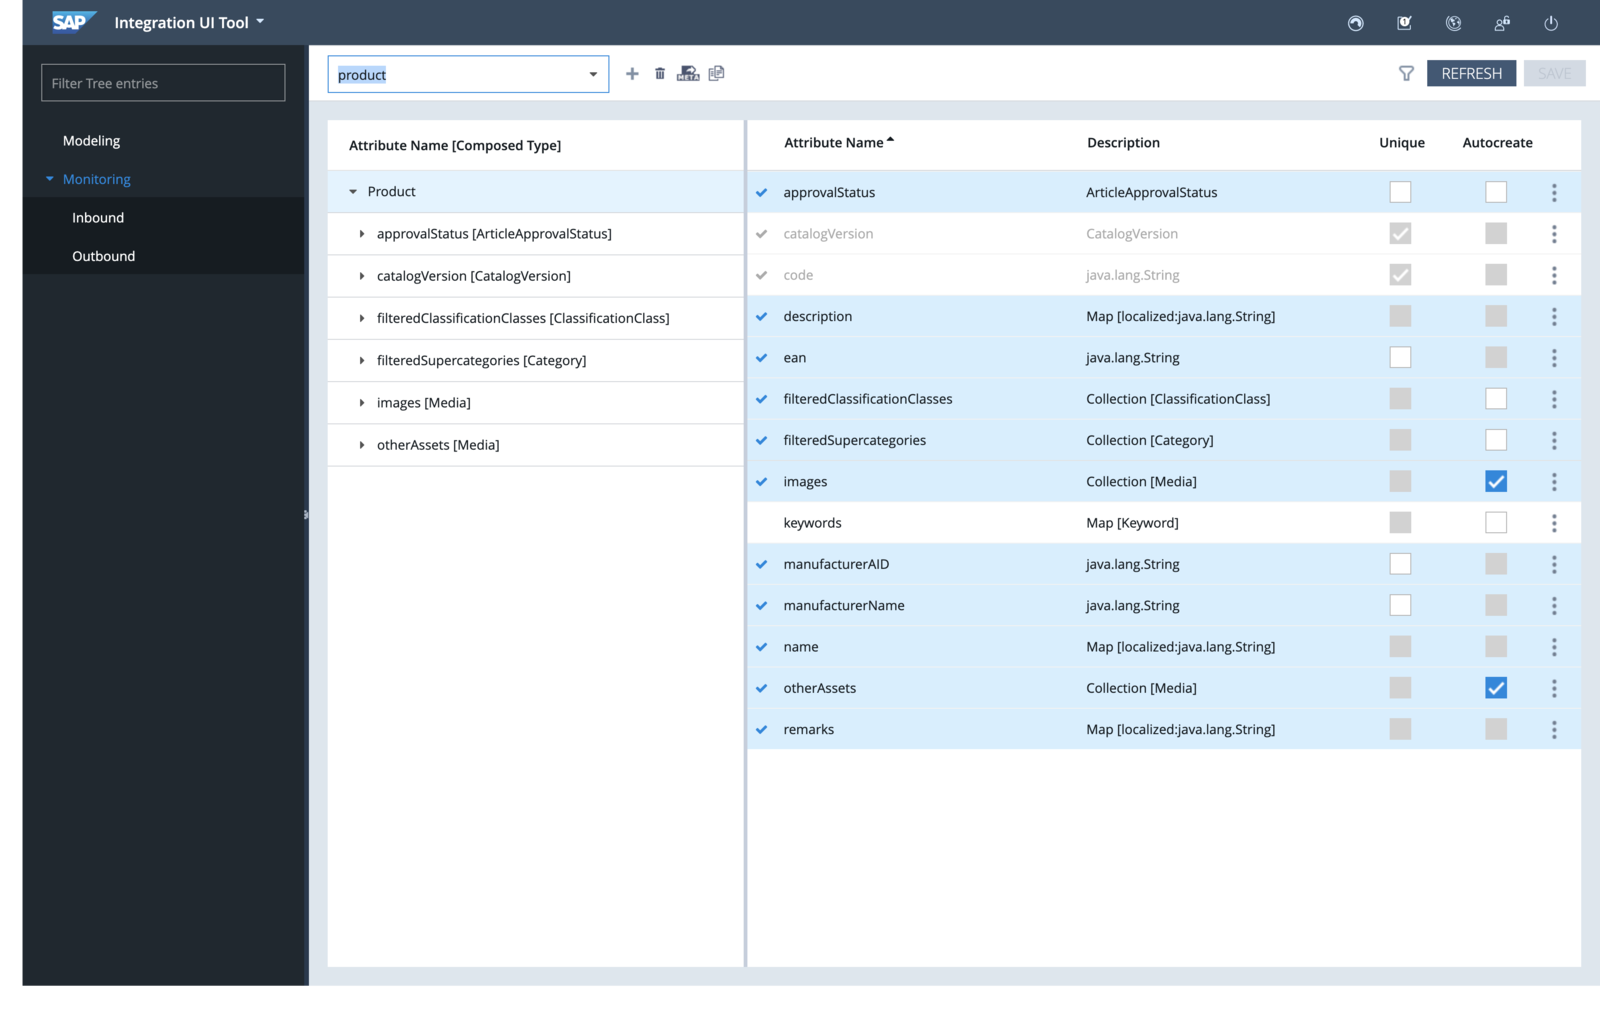 SAP Integration UI Tool
Filter Tree entries
Modeling
Monitoring
Inbound
Outbound
product
META
REFRESH
SAVE
Attribute Name [Composed Type]
Product
approvalStatus [ArticleApprovalStatus]
catalogVersion [CatalogVersion]
filteredClassificationClasses [ClassificationClass]
filteredSupercategories [Category]
images [Media]
otherAssets [Media]
Attribute Name Description Unique Autocreate
approvalStatus ArticleApprovalStatus
catalogVersion CatalogVersion
code java.lang.String
description Map [localized:java.lang.String]
ean java.lang.String
filteredClassificationClasses Collection [ClassificationClass]
filteredSupercategories Collection [Category]
images Collection [Media]
keywords Map [Keyword]
manufacturerAID java.lang.String
manufacturerName java.lang.String
name Map [localized:java.lang.String]
otherAssets Collection [Media]
remarks Map [localized:java.lang.String]